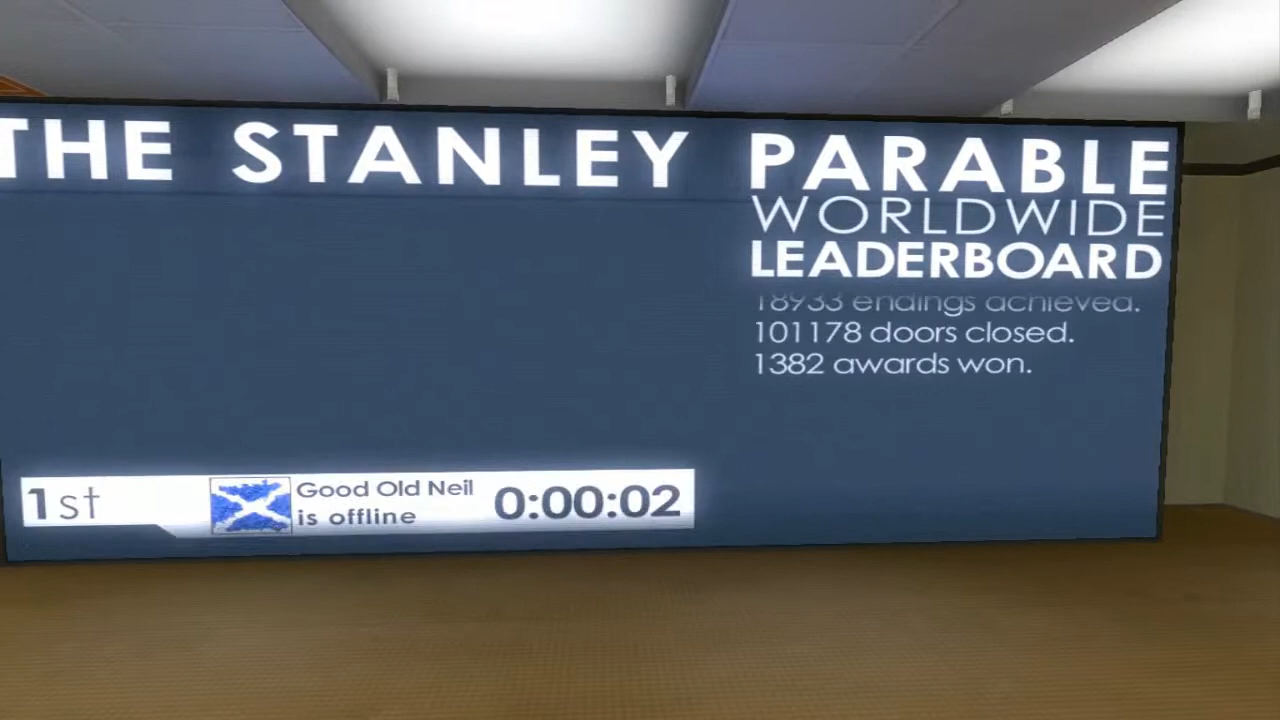 THE STANLEY PARABLE
WORLDWIDE
LEADERBOARD
18933 endings achieved.
101178 doors closed.
1382 awards won.
1st
Good Old Neil
is offline
0:00:02